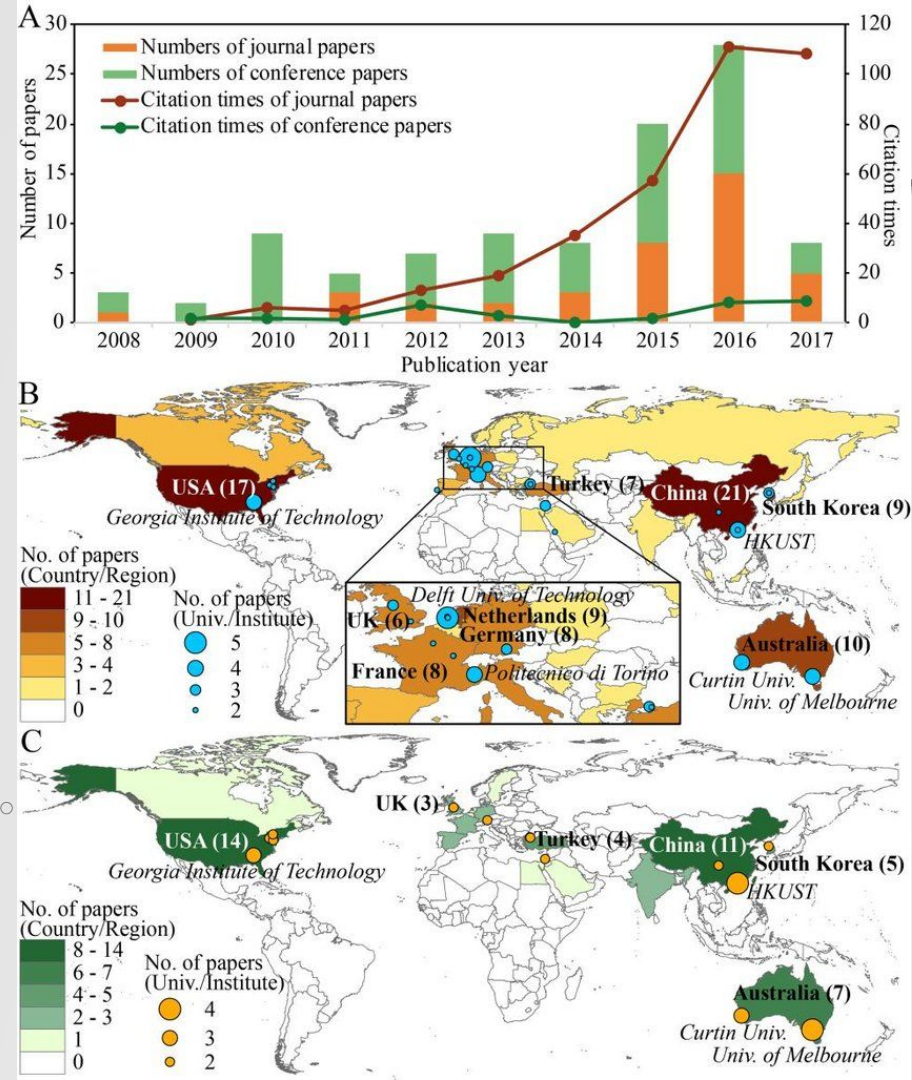 A
30
25
20
15
10
5
0
Number of papers
Numbers of journal papers
Numbers of conference papers
Citation times of journal papers
Citation times of conference papers
120
100
80
60
40
20
0
Citation times
2008 2009 2010 2011 2012 2013 2014 2015 2016 2017
Publication year
B
USA (17)
Georgia Institute of Technology
Turkey (7)
China (21)
South Korea (9)
HKUST
Delft Univ. of Technology
UK (6)
Netherlands (9)
Germany (8)
France (8)
Politecnico di Torino
Australia (10)
Curtin Univ.
Univ. of Melbourne
No. of papers
(Country/Region)
11 - 21
9 - 10
5 - 8
3 - 4
1 - 2
0
No. of papers
(Univ./Institute)
5
4
3
2
C
UK (3)
USA (14)
Georgia Institute of Technology
Turkey (4)
China (11)
South Korea (5)
HKUST
Australia (7)
Curtin Univ.
Univ. of Melbourne
No. of papers
(Country/Region)
8 - 14
6 - 7
4 - 5
2 - 3
1
0
No. of papers
(Univ./Institute)
4
3
2